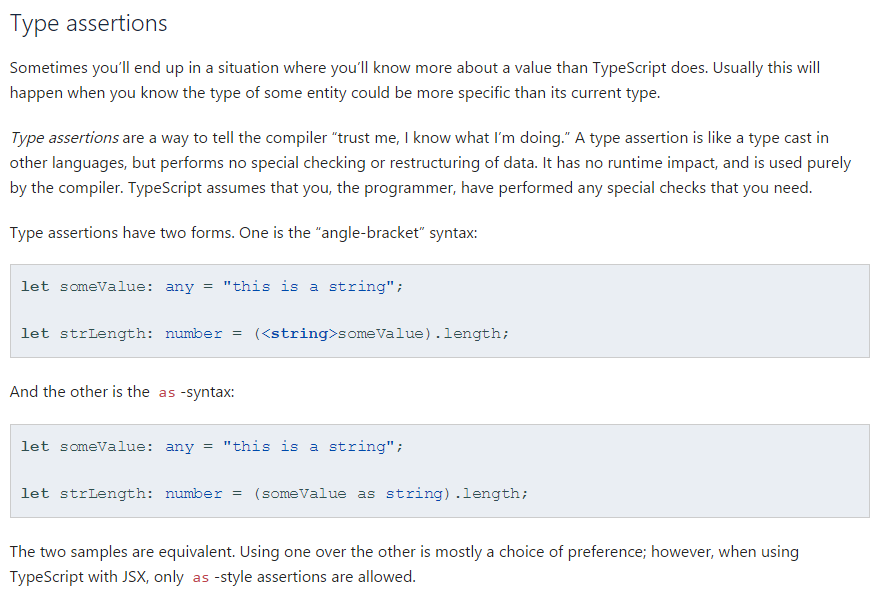 Type assertions
Sometimes you’ll end up in a situation where you’ll know more about a value than TypeScript does. Usually this will
happen when you know the type of some entity could be more specific than its current type.
Type assertions are a way to tell the compiler “trust me, I know what I’m doing.” A type assertion is like a type cast in
other languages, but performs no special checking or restructuring of data. It has no runtime impact, and is used purely
by the compiler. TypeScript assumes that you, the programmer, have performed any special checks that you need.
Type assertions have two forms. One is the “angle-bracket” syntax:
let someValue: any = "this is a string";
let strLength: number = (<string>someValue).length;
And the other is the as -syntax:
let someValue: any = "this is a string";
let strLength: number = (someValue as string).length;
The two samples are equivalent. Using one over the other is mostly a choice of preference; however, when using
TypeScript with JSX, only as -style assertions are allowed.